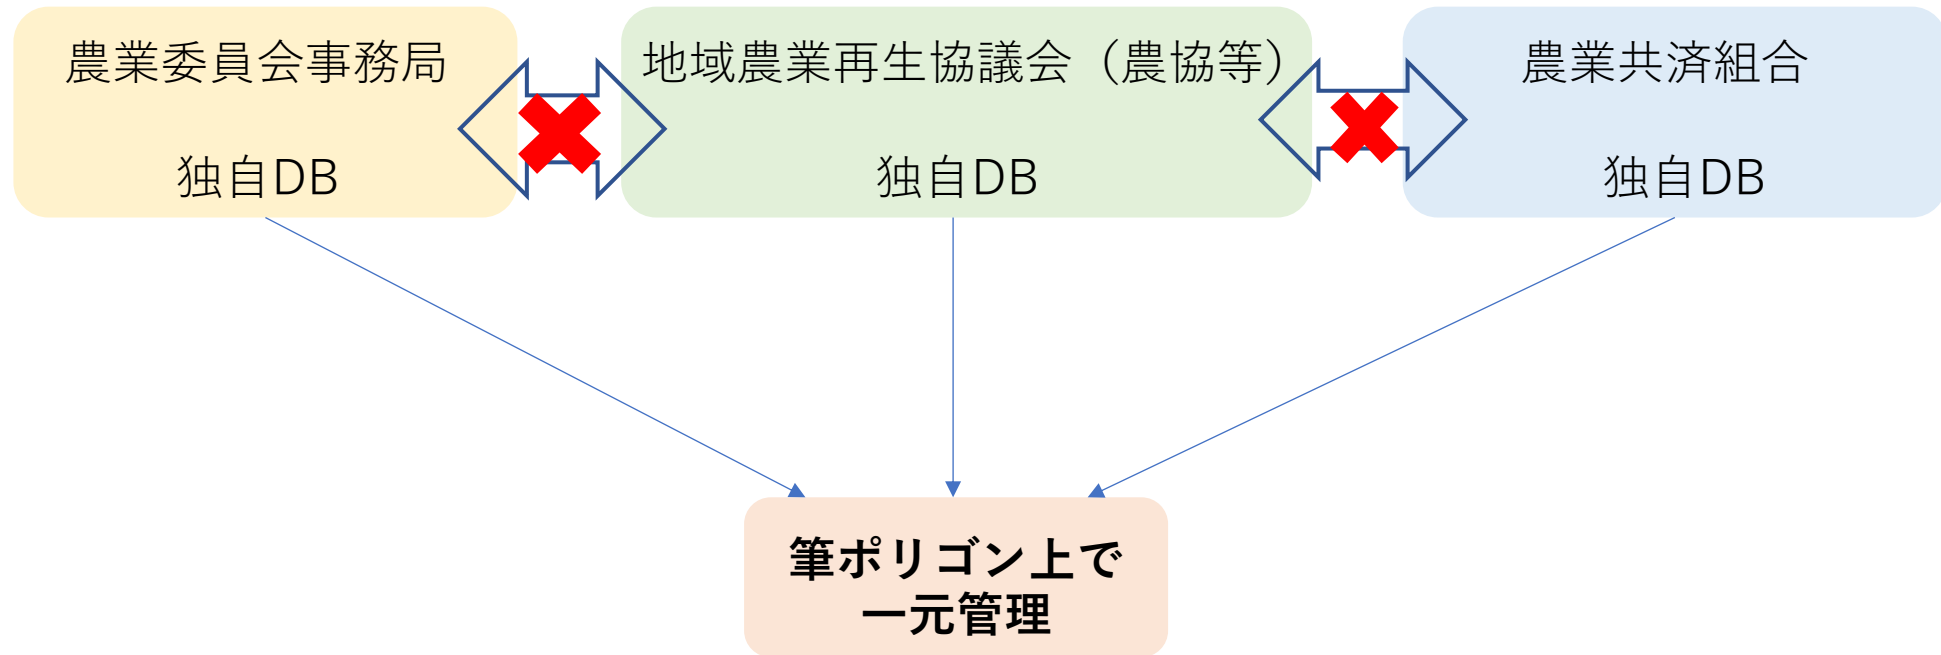 農業委員会事務局
独自DB
地域農業再生協議会（農協等）
独自DB
農業共済組合
独自DB
筆ポリゴン上で
一元管理